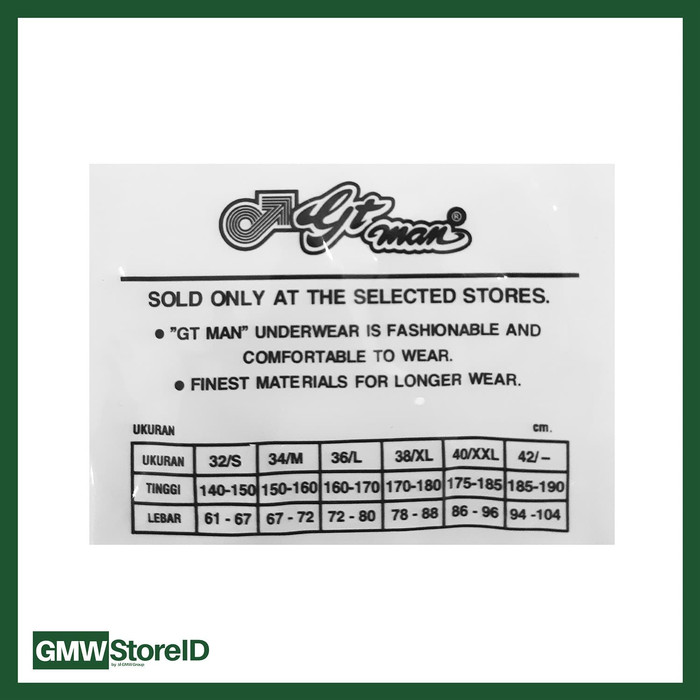 Gt man ®
SOLD ONLY AT THE SELECTED STORES.
● "GT MAN" UNDERWEAR IS FASHIONABLE AND
COMFORTABLE TO WEAR.
● FINEST MATERIALS FOR LONGER WEAR.
UKURAN cm.
UKURAN 32/S 34/M 36/L 38/XL 40/XXL 42/–
TINGGI 140-150 150-160 160-170 170-180 175-185 185-190
LEBAR 61 - 67 67 - 72 72 - 80 78 - 88 86 - 96 94 -104
GMWStoreID
by idGMWGroup